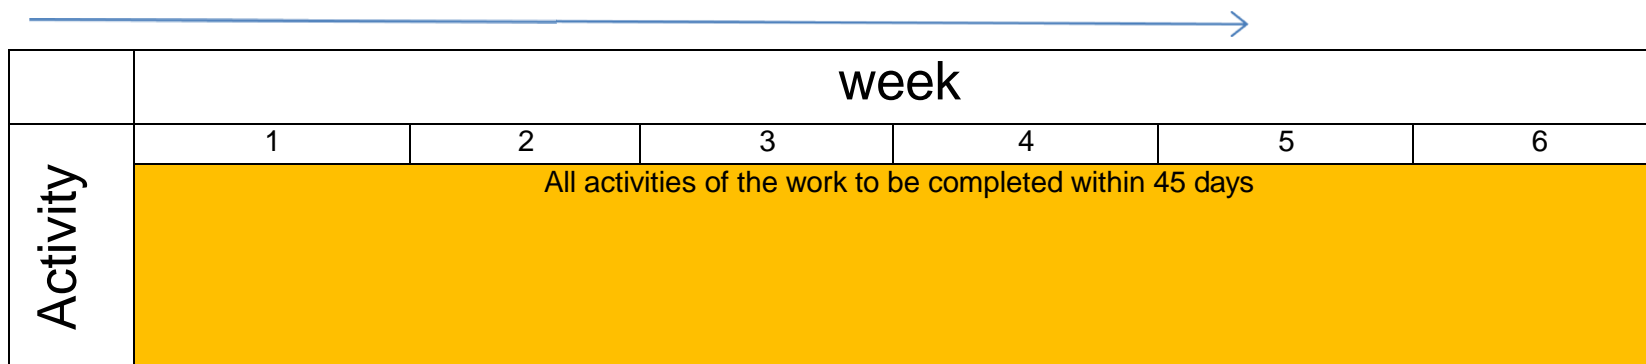 week
1 2 3 4 5 6
All activities of the work to be completed within 45 days
Activity